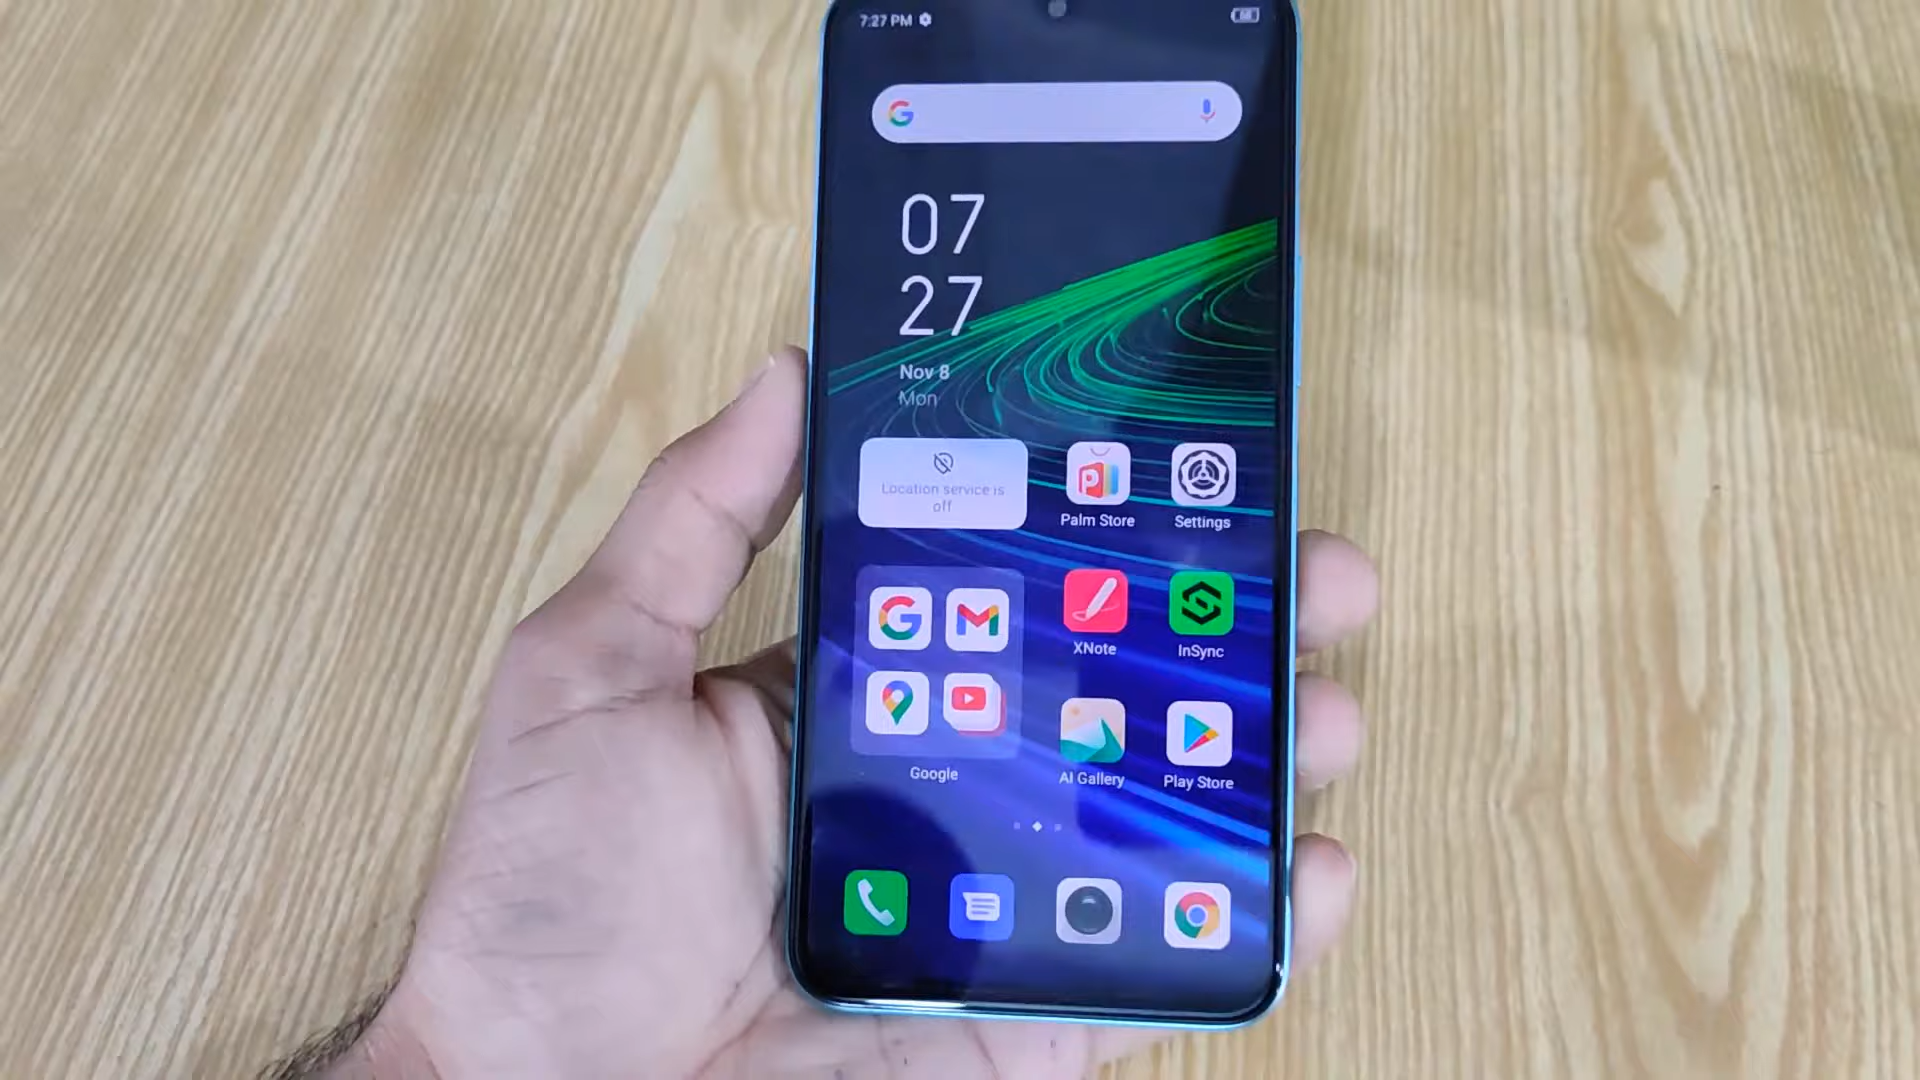 7:27 PM
07
27
Nov 8
Mon
Location service is
off
Palm Store
Settings
XNote
InSync
Google
AI Gallery
Play Store